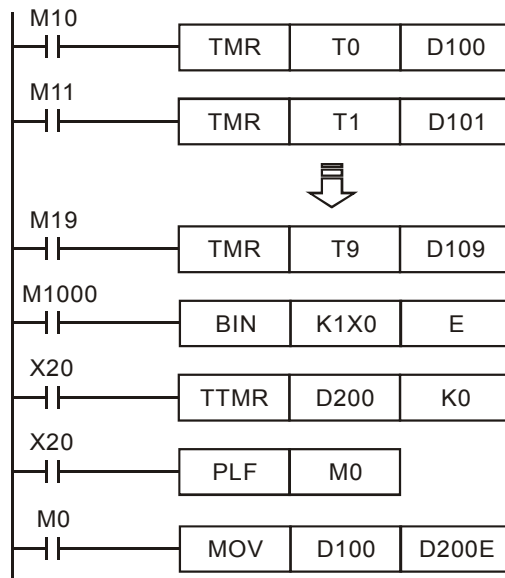 M10
TMR T0 D100
M11
TMR T1 D101
M19
TMR T9 D109
M1000
BIN K1X0 E
X20
TTMR D200 K0
X20
PLF M0
M0
MOV D100 D200E